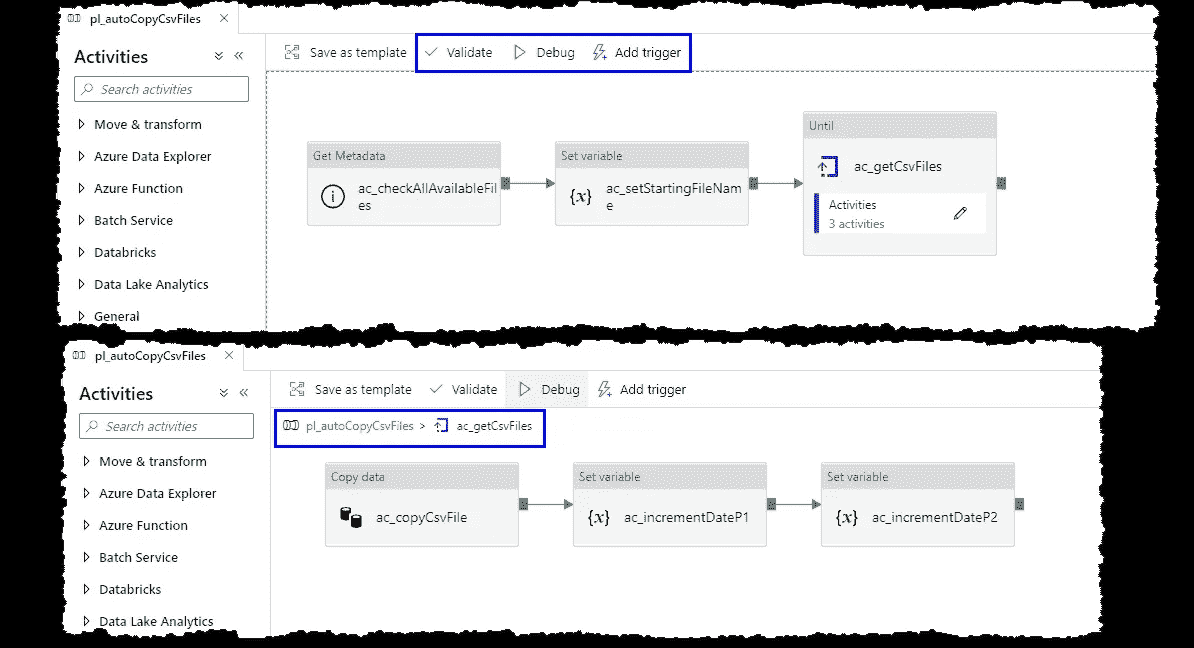 pl_autoCopyCsvFiles
Activities
Save as template Validate Debug Add trigger
Search activities
Move & transform
Azure Data Explorer
Azure Function
Batch Service
Databricks
Data Lake Analytics
General
Get Metadata
ac_checkAllAvailableFil
es
Set variable
{x} ac_setStartingFileNam
e
Until
ac_getCsvFiles
Activities
3 activities
pl_autoCopyCsvFiles
Activities
Save as template Validate Debug Add trigger
Search activities
pl_autoCopyCsvFiles > ac_getCsvFiles
Move & transform
Azure Data Explorer
Azure Function
Batch Service
Databricks
Data Lake Analytics
Copy data
ac_copyCsvFile
Set variable
{x} ac_incrementDateP1
Set variable
{x} ac_incrementDateP2